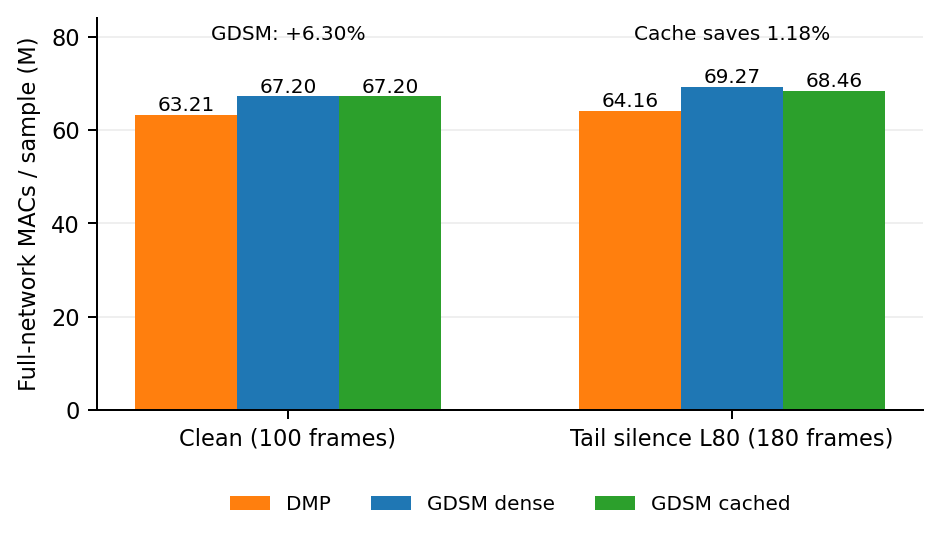 Full-network MACs / sample (M)
80
60
40
20
0
GDSM: +6.30%
Cache saves 1.18%
63.21
67.20
67.20
64.16
69.27
68.46
Clean (100 frames)
Tail silence L80 (180 frames)
DMP
GDSM dense
GDSM cached